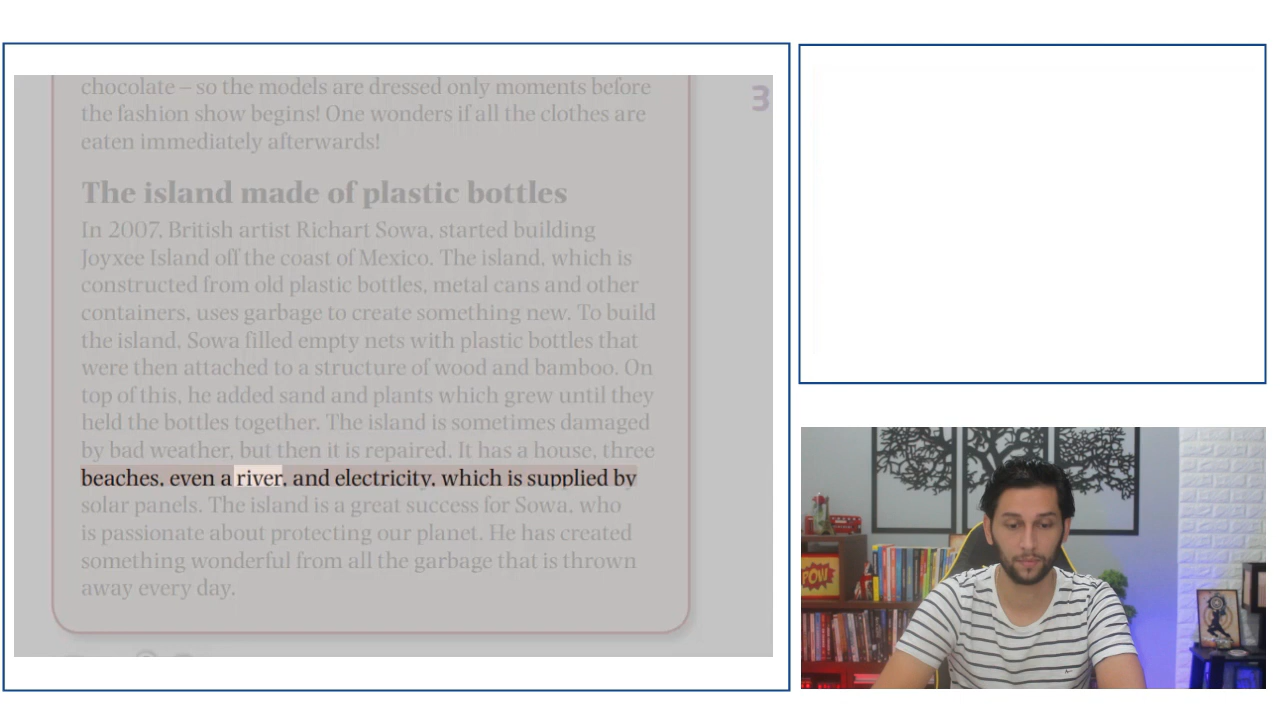 chocolate – so the models are dressed only moments before
the fashion show begins! One wonders if all the clothes are
eaten immediately afterwards!
3
The island made of plastic bottles
In 2007, British artist Richart Sowa, started building
Joyxee Island off the coast of Mexico. The island, which is
constructed from old plastic bottles, metal cans and other
containers, uses garbage to create something new. To build
the island, Sowa filled empty nets with plastic bottles that
were then attached to a structure of wood and bamboo. On
top of this, he added sand and plants which grew until they
held the bottles together. The island is sometimes damaged
by bad weather, but then it is repaired. It has a house, three
beaches, even a river, and electricity, which is supplied by
solar panels. The island is a great success for Sowa, who
is passionate about protecting our planet. He has created
something wonderful from all the garbage that is thrown
away every day.
POW